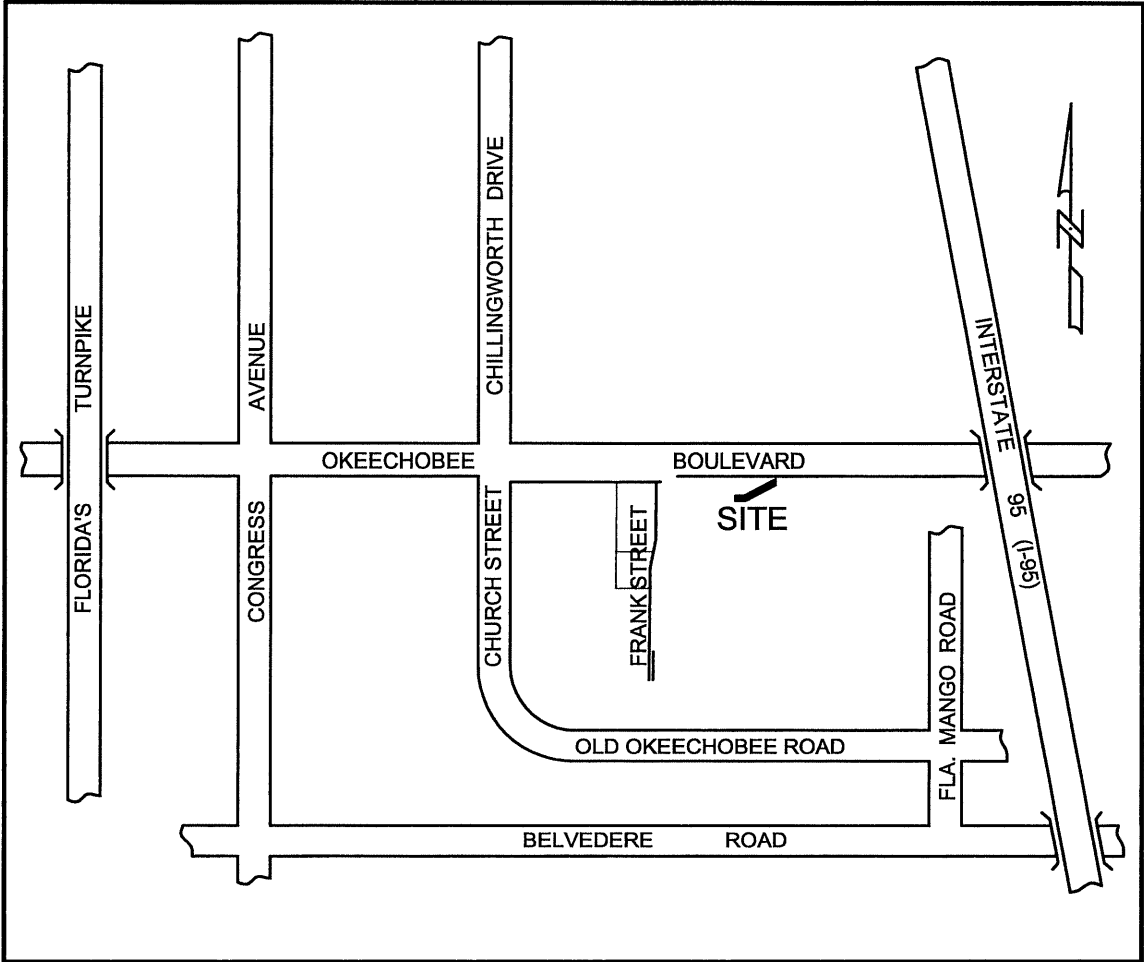 FLORIDA'S TURNPIKE
CONGRESS AVENUE
CHILLINGWORTH DRIVE
INTERSTATE 95 (I-95)
N
OKEECHOBEE BOULEVARD
CHURCH STREET
FRANK STREET
SITE
FLA. MANGO ROAD
OLD OKEECHOBEE ROAD
BELVEDERE ROAD